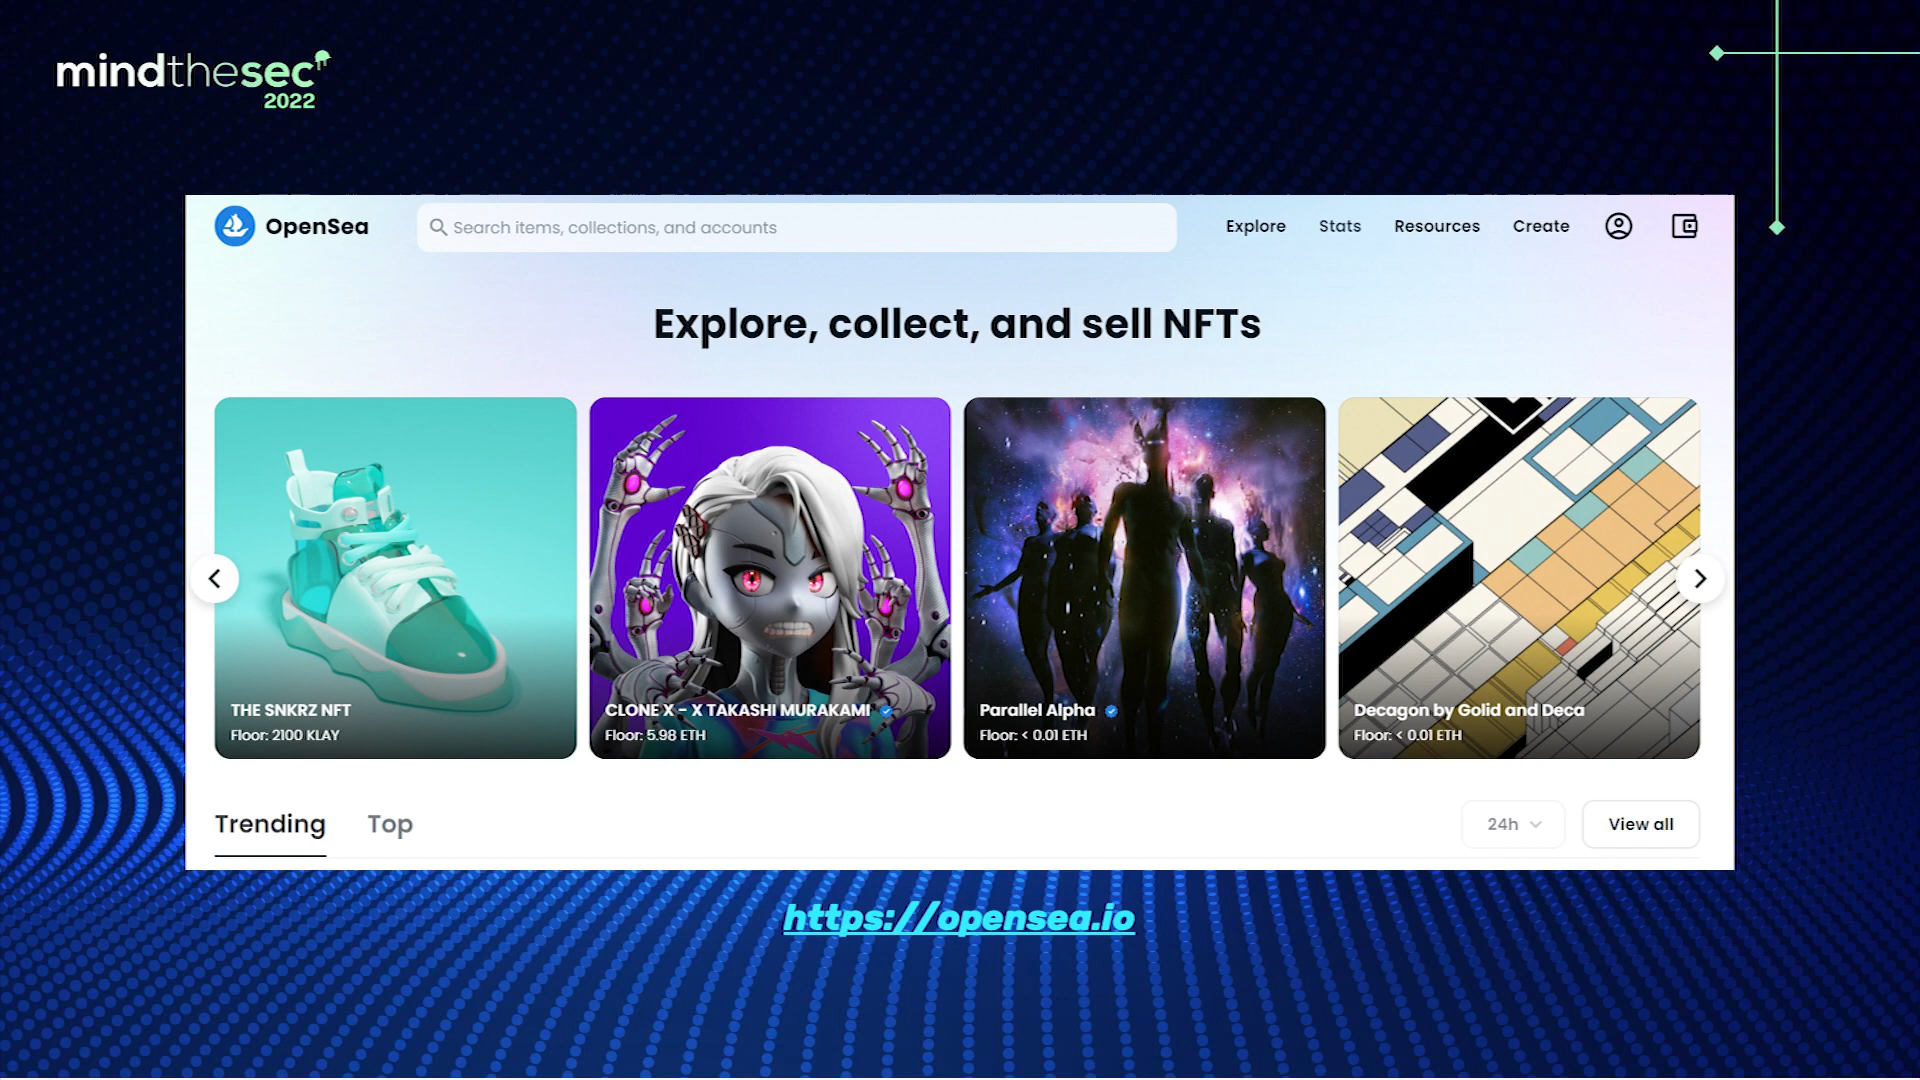 mindthesec
2022
OpenSea
Search items, collections, and accounts
Explore
Stats
Resources
Create
Explore, collect, and sell NFTs
THE SNKRZ NFT
Floor: 2100 KLAY
CLONE X - X TAKASHI MURAKAMI
Floor: 5.98 ETH
Parallel Alpha
Floor: < 0.01 ETH
Decagon by Golid and Deca
Floor: < 0.01 ETH
Trending
Top
24h
View all
https://opensea.io